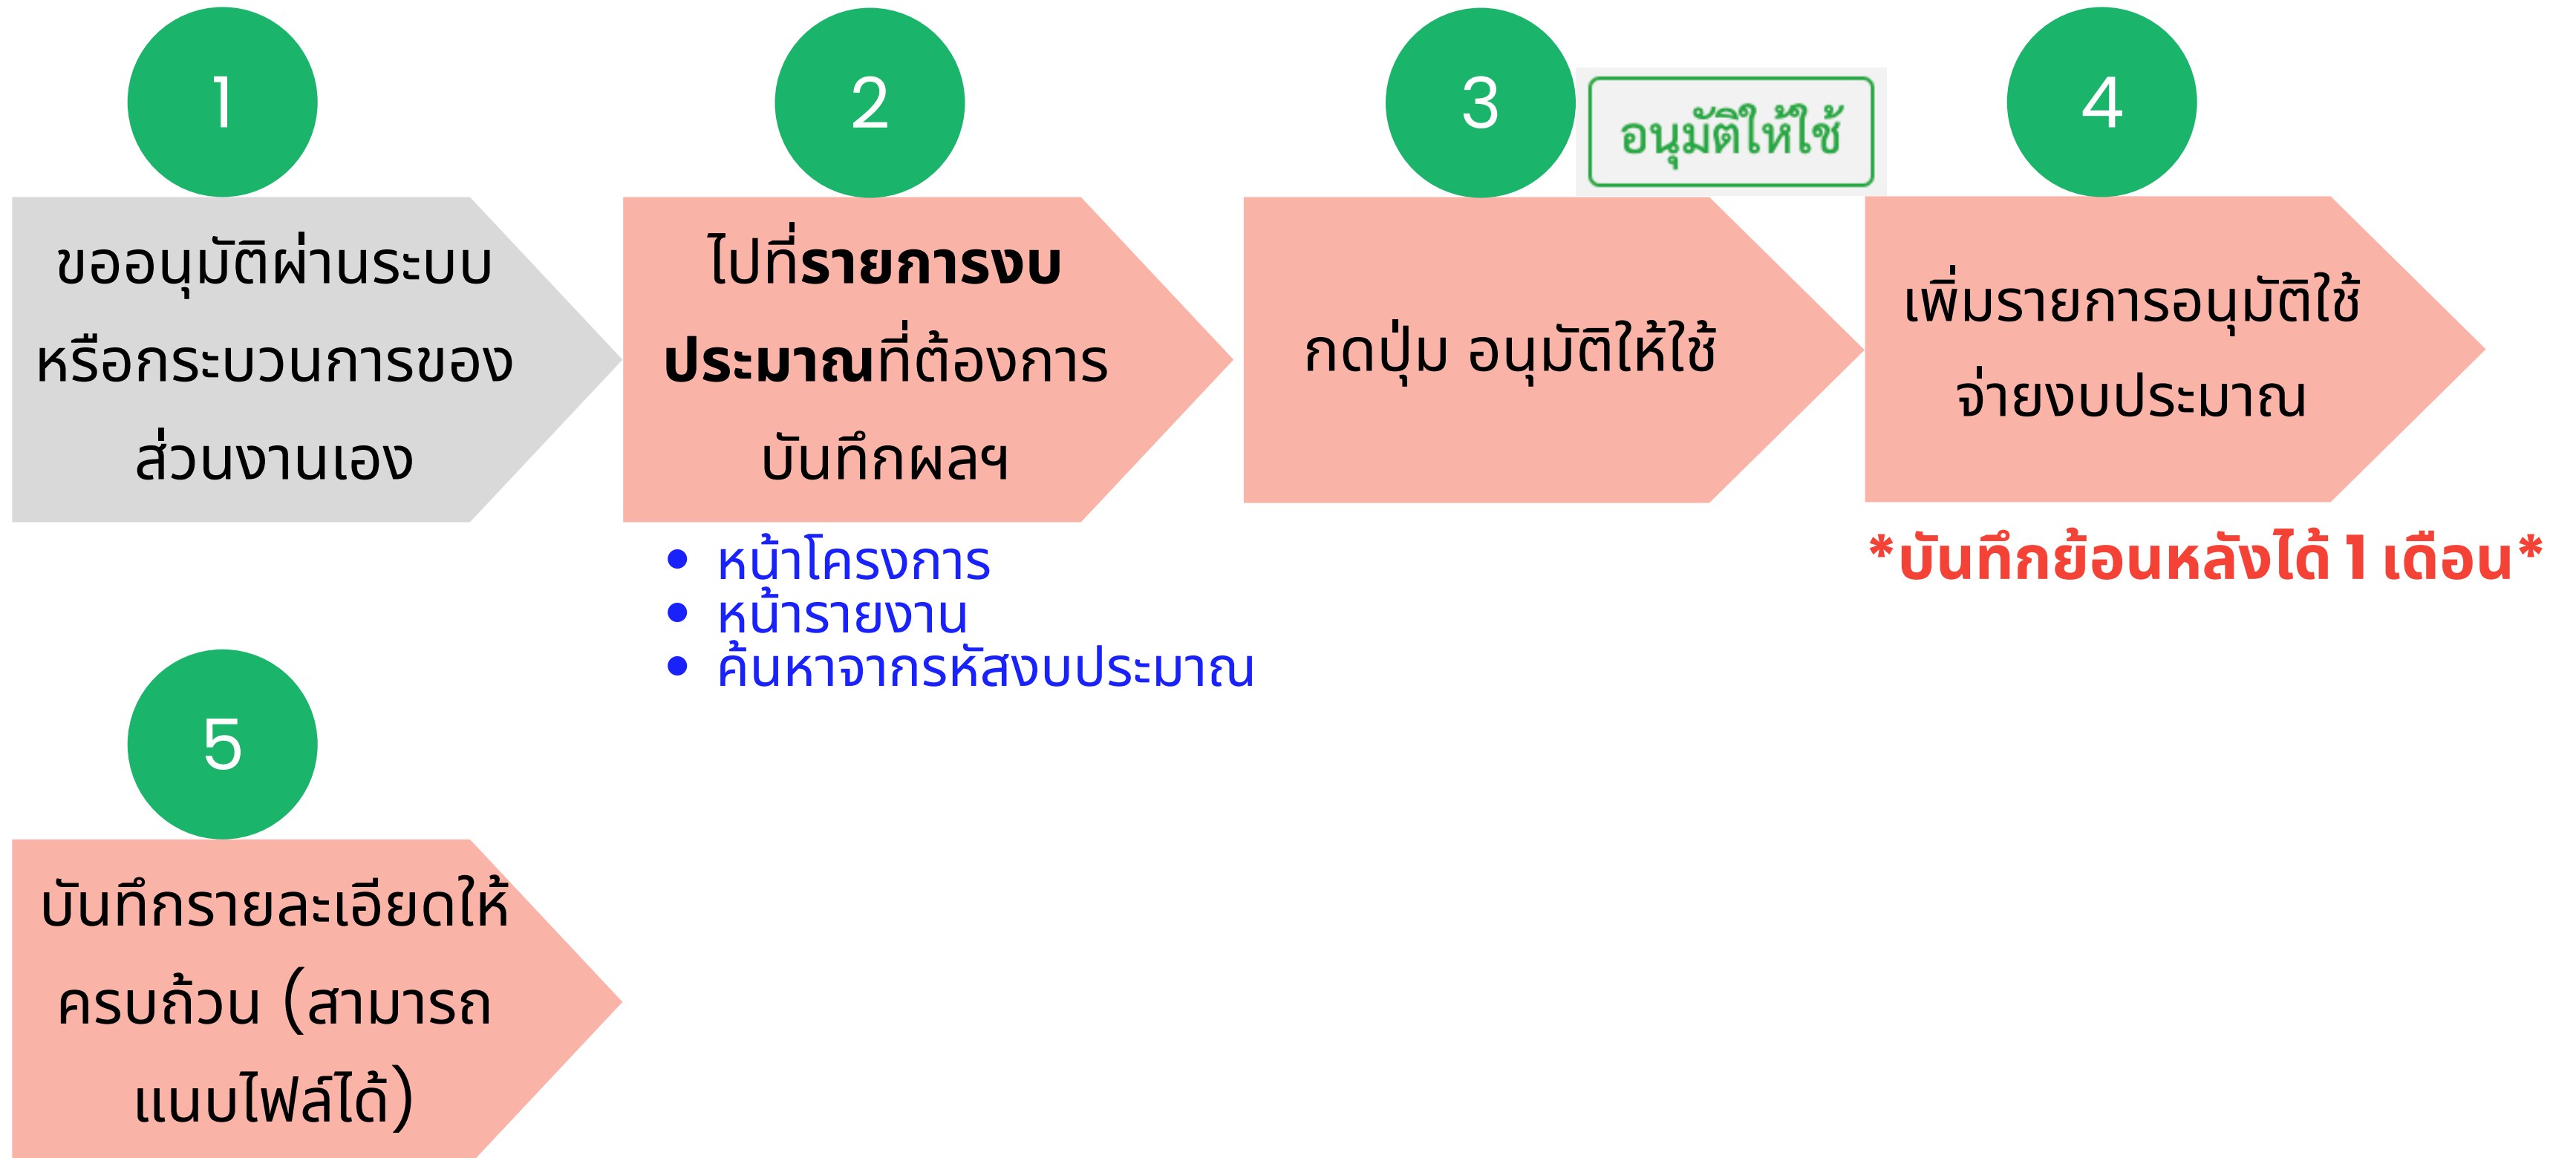 1
ขออนุมัติผ่านระบบ
หรือกระบวนการของ
ส่วนงานเอง
2
ไปที่รายการงบ
ประมาณที่ต้องการ
บันทึกผลฯ
• หน้าโครงการ
• หน้ารายงาน
• ค้นหาจากรหัสงบประมาณ
3
อนุมัติให้ใช้
กดปุ่ม อนุมัติให้ใช้
4
เพิ่มรายการอนุมัติใช้
จ่ายงบประมาณ
*บันทึกย้อนหลังได้ 1 เดือน*
5
บันทึกรายละเอียดให้
ครบถ้วน (สามารถ
แนบไฟล์ได้)